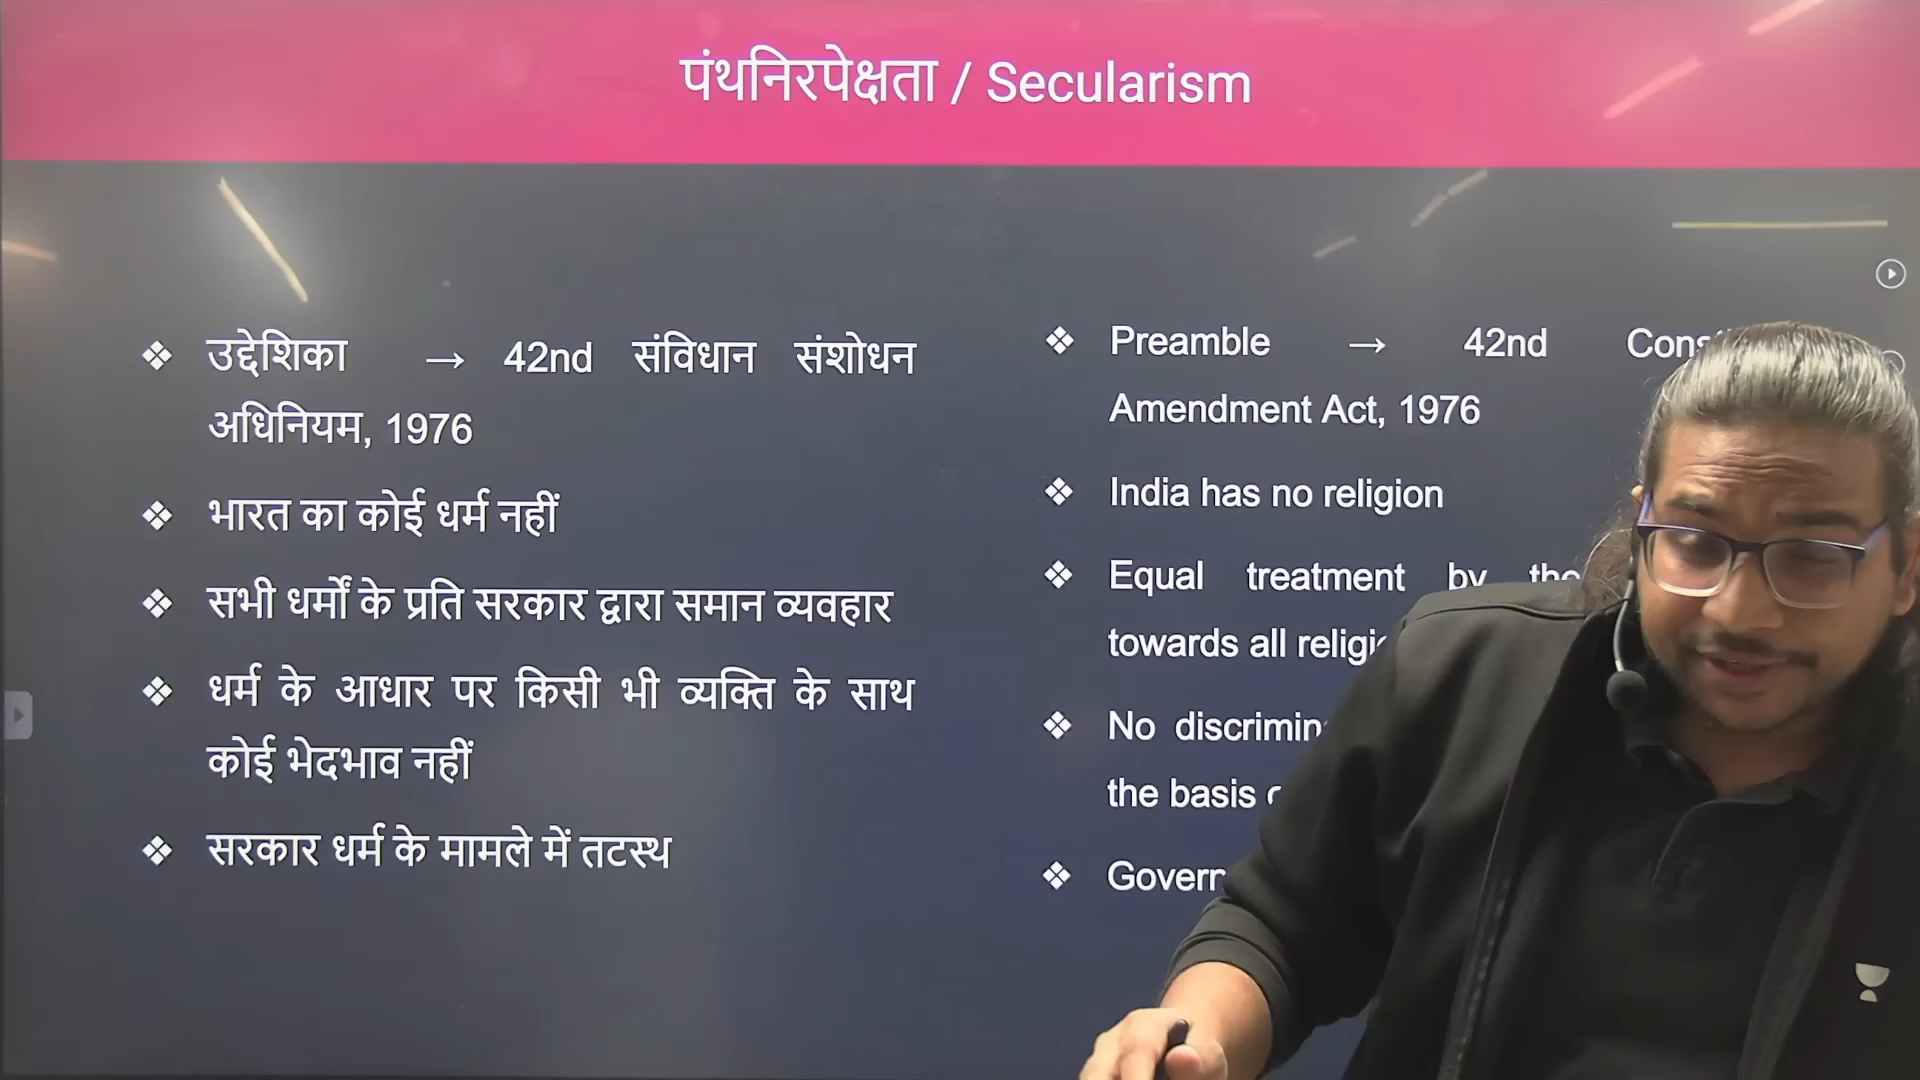 पंथनिरपेक्षता / Secularism
❖ उद्देशिका → 42nd संविधान संशोधन
अधिनियम, 1976
❖ भारत का कोई धर्म नहीं
❖ सभी धर्मों के प्रति सरकार द्वारा समान व्यवहार
❖ धर्म के आधार पर किसी भी व्यक्ति के साथ
कोई भेदभाव नहीं
❖ सरकार धर्म के मामले में तटस्थ
❖ Preamble → 42nd
Amendment Act, 1976
❖ India has no religion
❖ Equal treatment by the
towards all
❖ No
the basis
❖